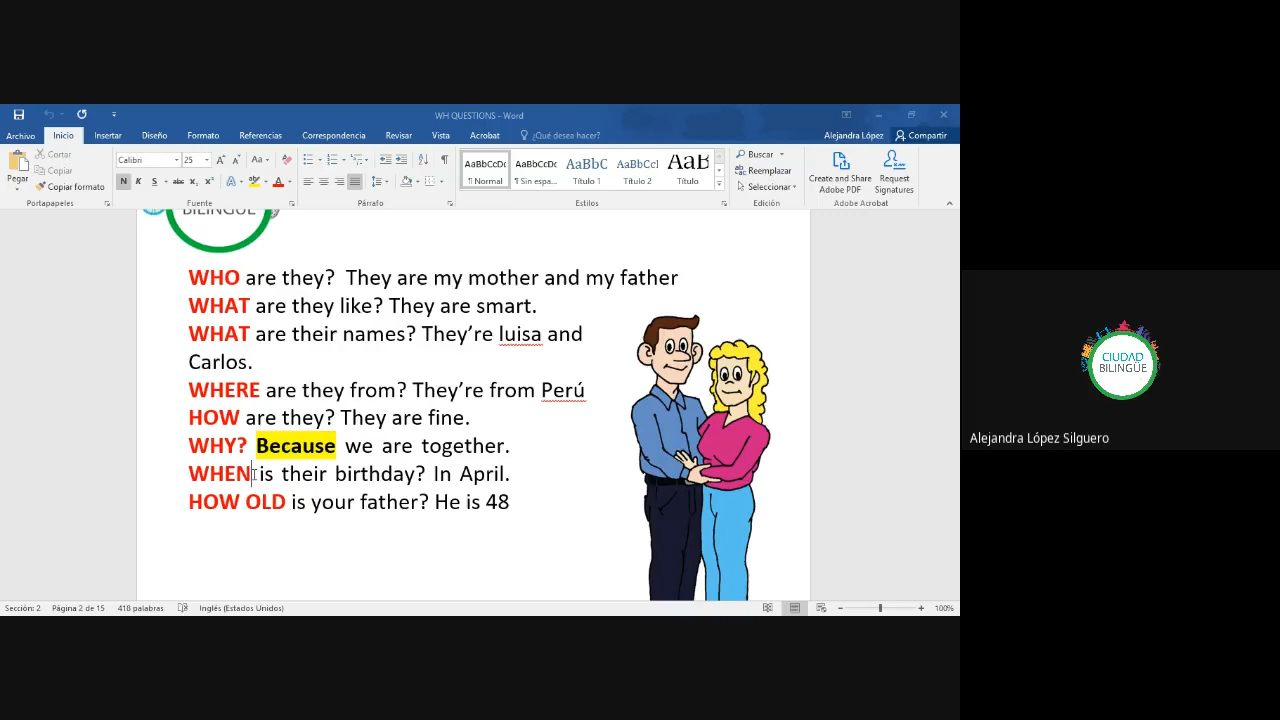 WH QUESTIONS - Word
Archivo Inicio Insertar Diseño Formato Referencias Correspondencia Revisar Vista Acrobat ¿Qué desea hacer? Alejandra López Compartir
Pegar
Cortar
Copiar
Copiar formato
Portapapeles
Calibri 25
N K S abc x₂ x²
Fuente
Párrafo
AaBbCcDc AaBbCcDc AaBbC AaBbCcI AaB
¶ Normal ¶ Sin espa... Título 1 Título 2 Título
Estilos
Buscar
Reemplazar
Seleccionar
Edición
Create and Share
Adobe PDF
Request
Signatures
Adobe Acrobat
BILINGÜE
WHO are they?  They are my mother and my father
WHAT are they like? They are smart.
WHAT are their names? They’re luisa and
Carlos.
WHERE are they from? They’re from Perú
HOW are they? They are fine.
WHY? Because we are together.
WHEN is their birthday? In April.
HOW OLD is your father? He is 48
Sección: 2 Página 2 de 15 418 palabras Inglés (Estados Unidos) 100%
CIUDAD
BILINGÜE
Alejandra López Silguero